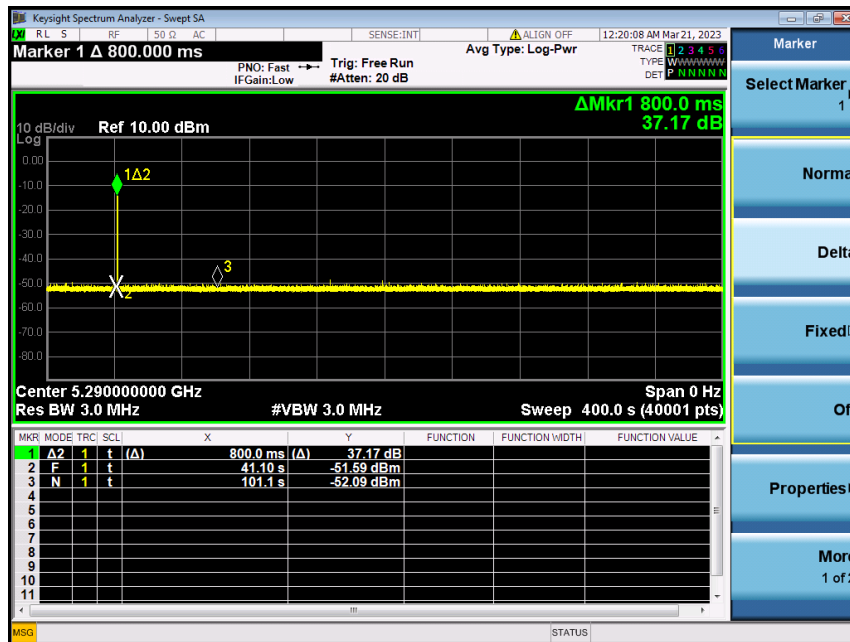 Keysight Spectrum Analyzer - Swept SA
LXI RL S RF 50 Ω AC SENSE:INT ALIGN OFF 12:20:08 AM Mar 21, 2023
Marker 1 Δ 800.000 ms
PNO: Fast
IFGain:Low
Trig: Free Run
#Atten: 20 dB
Avg Type: Log-Pwr
TRACE 1 2 3 4 5 6
TYPE WWWWWW
DET P N N N N N
ΔMkr1 800.0 ms
37.17 dB
10 dB/div Ref 10.00 dBm
Log
0.00
-10.0
-20.0
-30.0
-40.0
-50.0
-60.0
-70.0
-80.0
1Δ2
3
2
Center 5.290000000 GHz Span 0 Hz
Res BW 3.0 MHz #VBW 3.0 MHz Sweep 400.0 s (40001 pts)
MKR MODE TRC SCL X Y FUNCTION FUNCTION WIDTH FUNCTION VALUE
1 Δ2 1 t (Δ) 800.0 ms (Δ) 37.17 dB
2 F 1 t 41.10 s -51.59 dBm
3 N 1 t 101.1 s -52.09 dBm
4
5
6
7
8
9
10
11
MSG STATUS
Marker
Select Marker
1
Norma
Delta
Fixed
Of
Properties
More
1 of 2